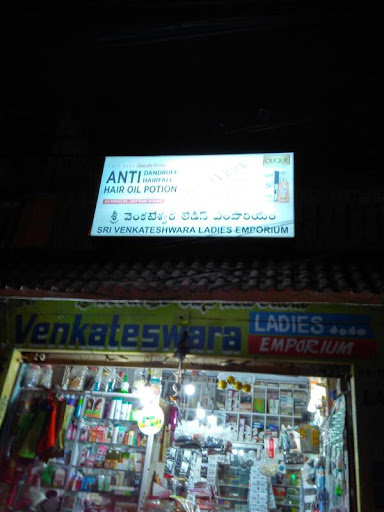 ANTI DANDRUFF
HAIRFALL
HAIR OIL POTION
శ్రీ వెంకటేశ్వర లేడీస్ ఎంపోరియం
SRI VENKATESHWARA LADIES EMPORIUM
Venkateswara LADIES
EMPORIUM